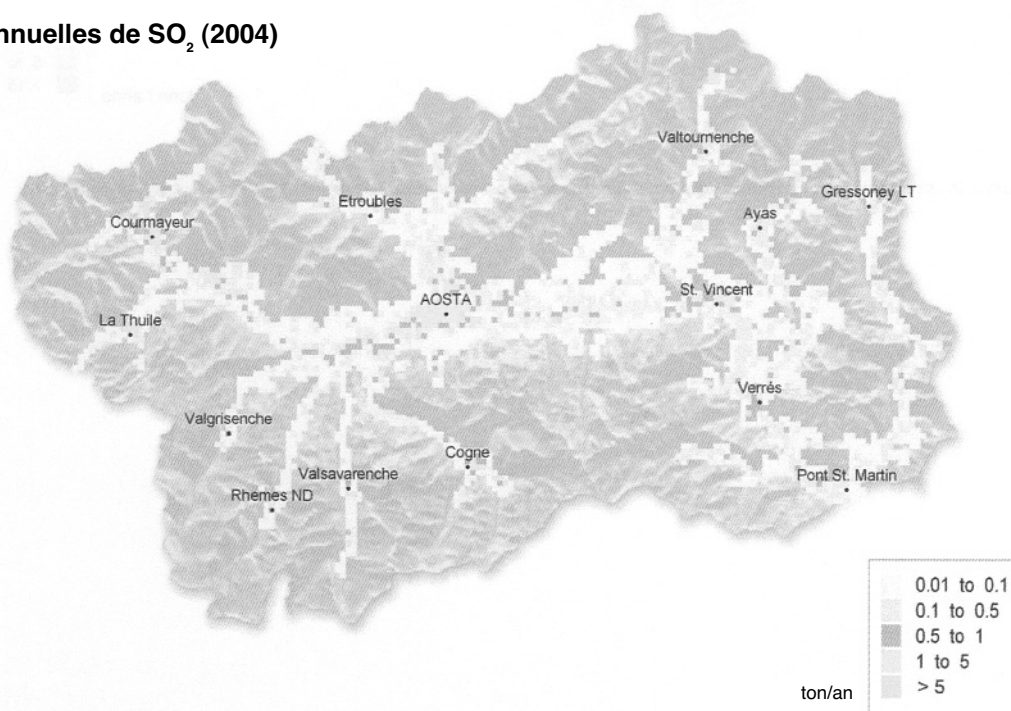 nnuelles de SO₂ (2004)
Valtournenche
Etroubles
Gressoney LT
Ayas
Courmayeur
AOSTA
St. Vincent
La Thuile
Verrés
Valgrisenche
Cogne
Valsavarenche
Pont St. Martin
Rhemes ND
0.01 to 0.1
0.1 to 0.5
0.5 to 1
1 to 5
> 5
ton/an